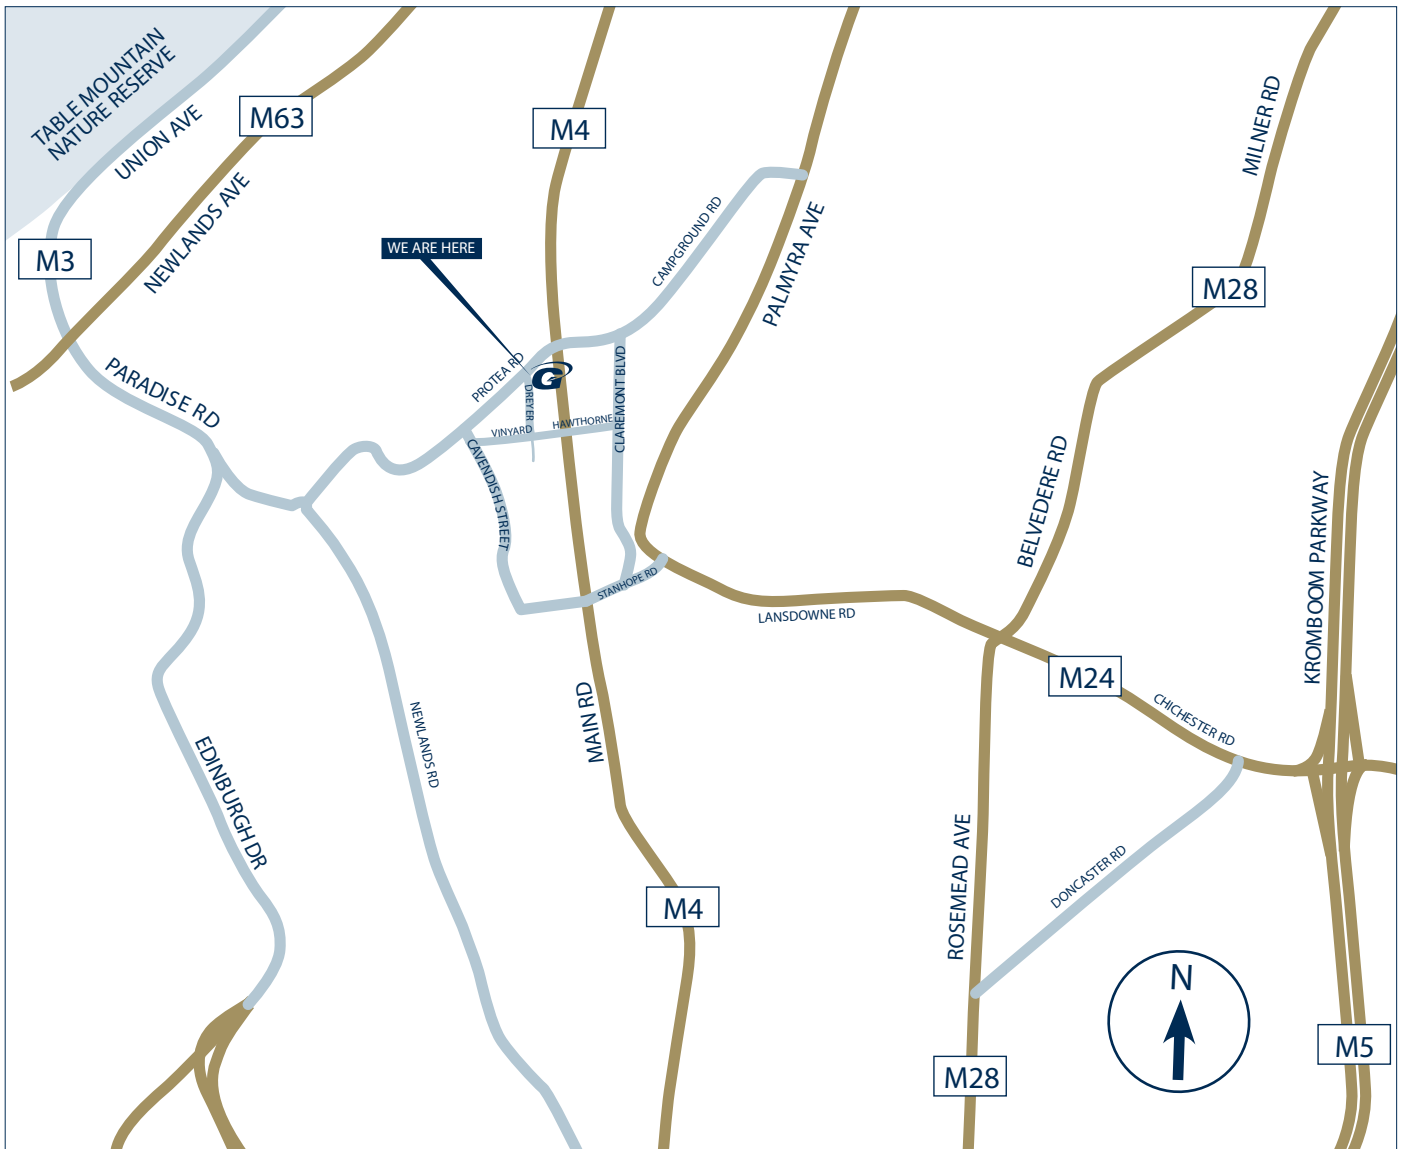 TABLE MOUNTAIN
NATURE RESERVE
UNION AVE
M63
M4
MILNER RD
NEWLANDS AVE
M3
CAMPGROUND RD
PALMYRA AVE
WE ARE HERE
M28
PARADISE RD
PROTEA RD
G
DREYER
CLAREMONT BLVD
VINYARD
HAWTHORNE
CAVENDISH STREET
BELVEDERE RD
KROMBOOM PARKWAY
STANHOPE RD
LANSDOWNE RD
M24
CHICHESTER RD
MAIN RD
NEWLANDS RD
EDINBURGH DR
ROSEMEAD AVE
DONCASTER RD
M4
N
M5
M28